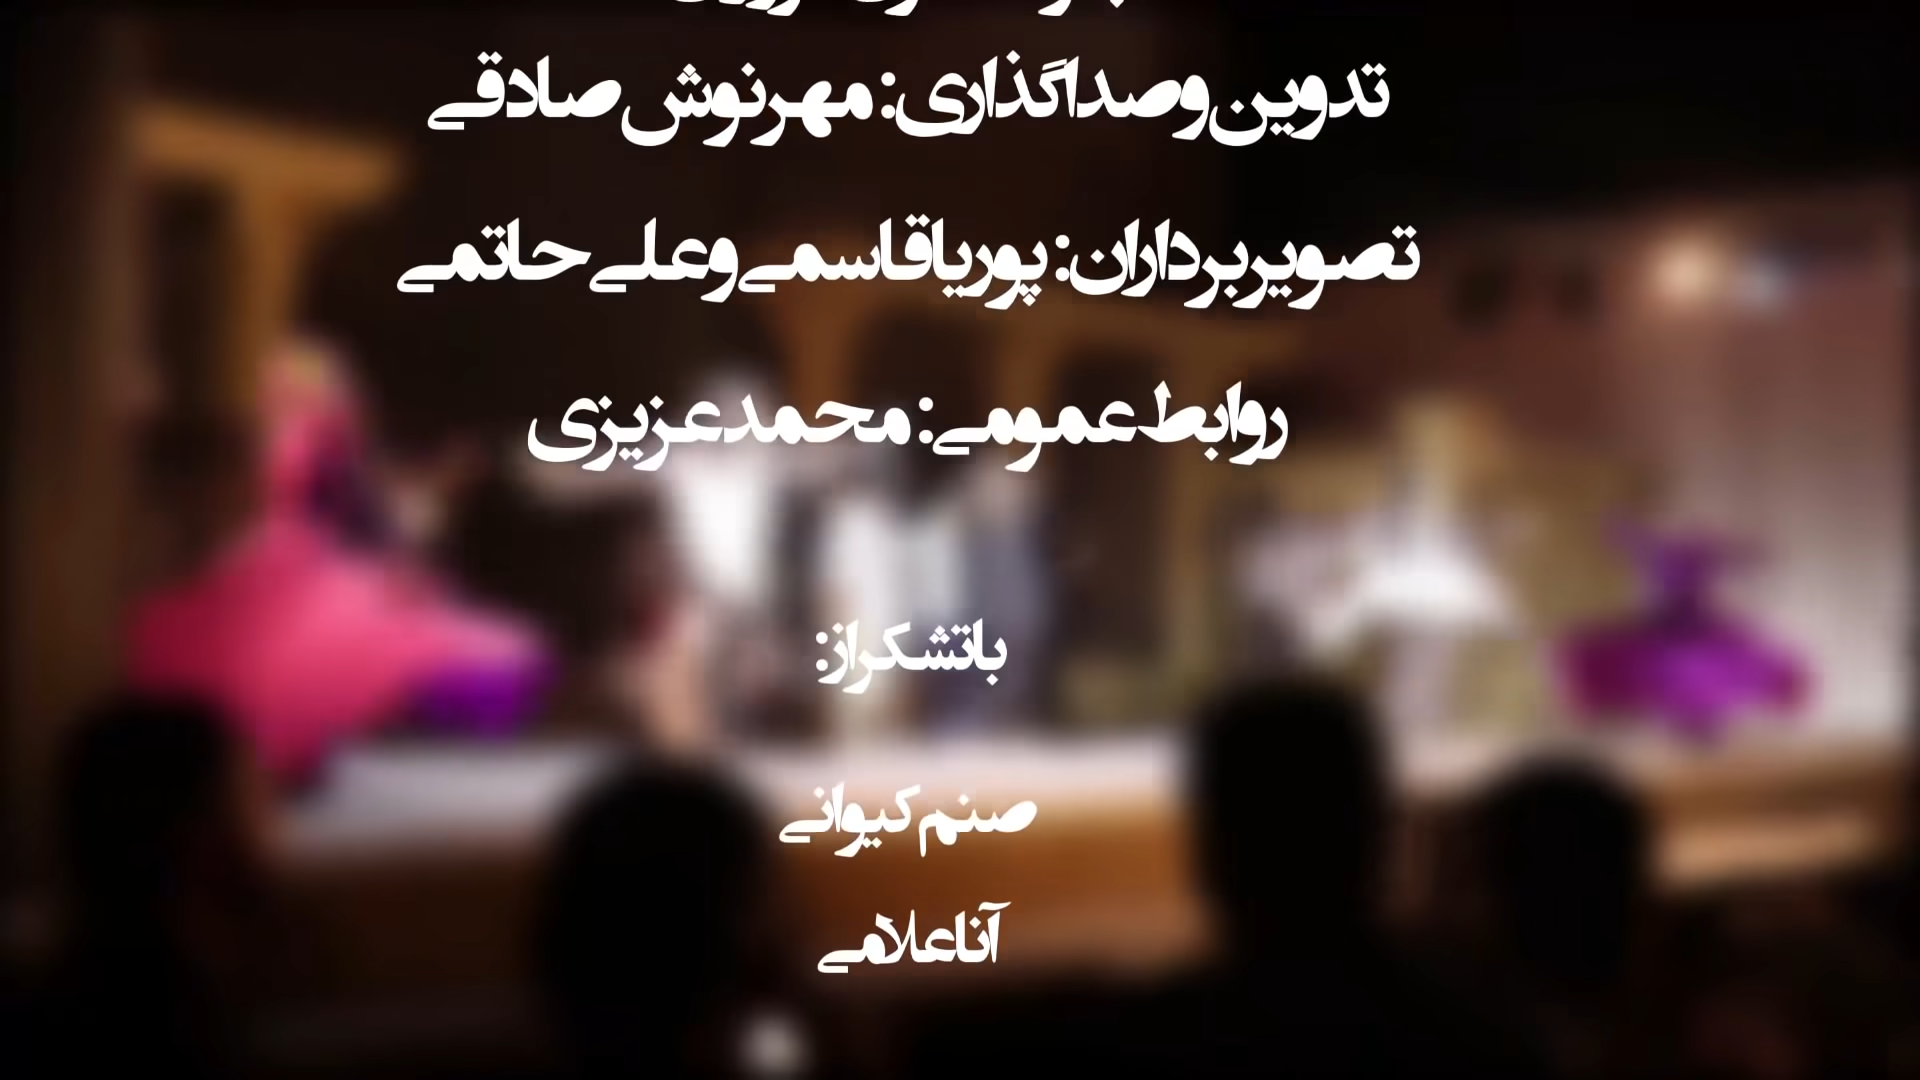 تدوین و صداگذاری: مهرنوش صادقی
تصویربرداران: پوریا قاسمی و علی حاتمی
روابط عمومی: محمد عزیزی
با تشکر از:
صنم کیوانی
آنا علامی